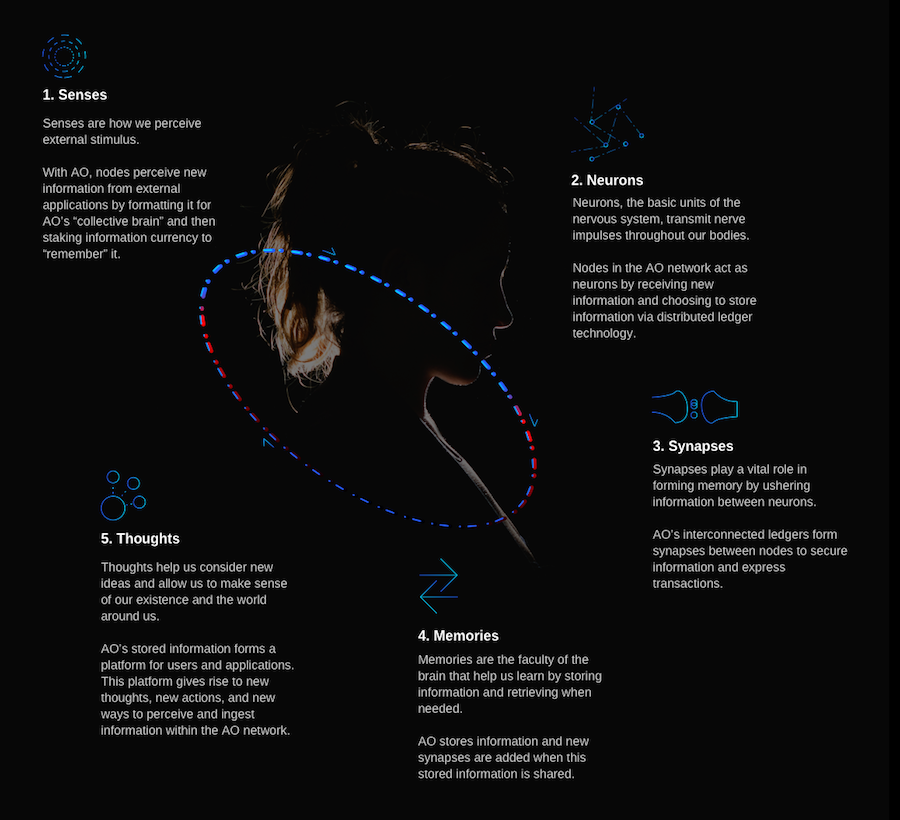 1. Senses
Senses are how we perceive
external stimulus.
With AO, nodes perceive new
information from external
applications by formatting it for
AO's “collective brain” and then
staking information currency to
“remember” it.
2. Neurons
Neurons, the basic units of the
nervous system, transmit nerve
impulses throughout our bodies.
Nodes in the AO network act as
neurons by receiving new
information and choosing to store
information via distributed ledger
technology.
3. Synapses
Synapses play a vital role in
forming memory by ushering
information between neurons.
AO's interconnected ledgers form
synapses between nodes to secure
information and express
transactions.
4. Memories
Memories are the faculty of the
brain that help us learn by storing
information and retrieving when
needed.
AO stores information and new
synapses are added when this
stored information is shared.
5. Thoughts
Thoughts help us consider new
ideas and allow us to make sense
of our existence and the world
around us.
AO's stored information forms a
platform for users and applications.
This platform gives rise to new
thoughts, new actions, and new
ways to perceive and ingest
information within the AO network.